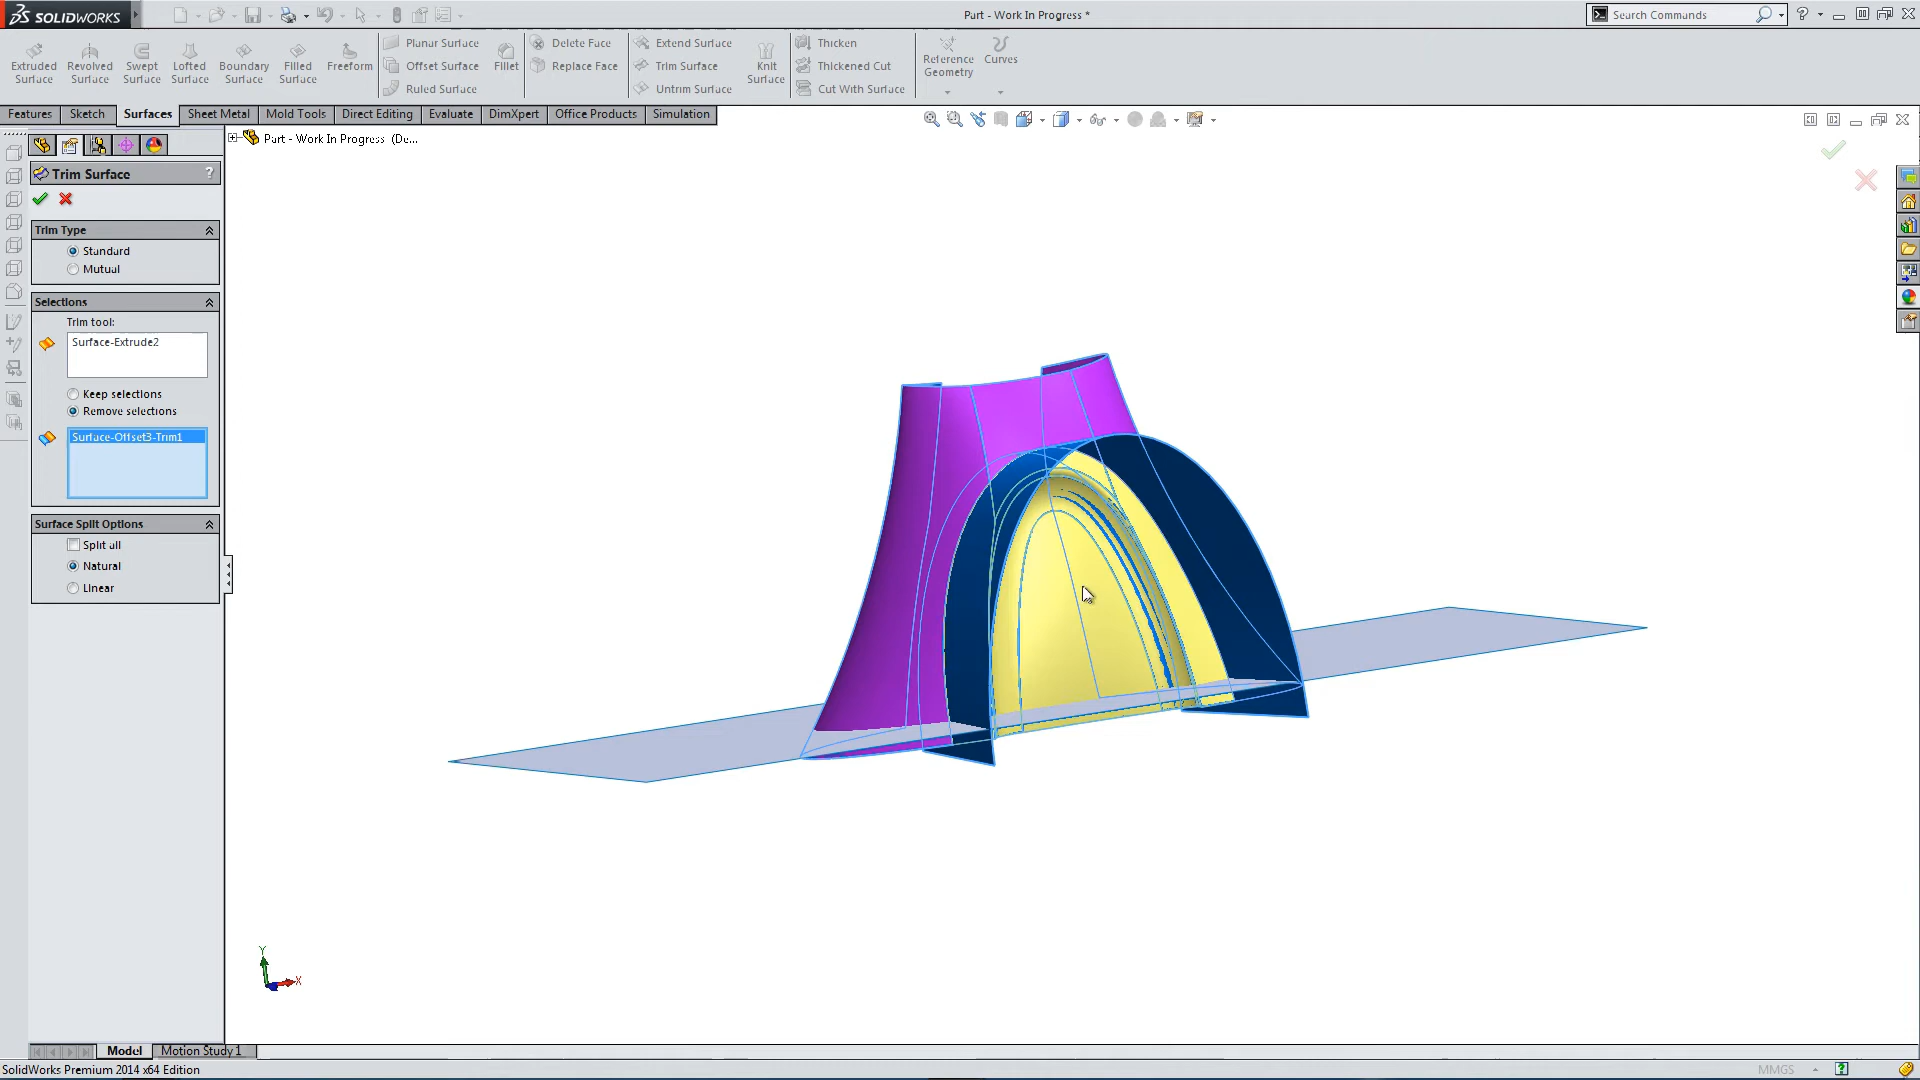 SOLIDWORKS
Part - Work In Progress *
Search Commands
Extruded Surface
Revolved Surface
Swept Surface
Lofted Surface
Boundary Surface
Filled Surface
Freeform
Planar Surface
Offset Surface
Ruled Surface
Fillet
Delete Face
Replace Face
Extend Surface
Trim Surface
Untrim Surface
Knit Surface
Thicken
Thickened Cut
Cut With Surface
Reference Geometry
Curves
Features
Sketch
Surfaces
Sheet Metal
Mold Tools
Direct Editing
Evaluate
DimXpert
Office Products
Simulation
Part - Work In Progress (De...
Trim Surface
?
Trim Type
Standard
Mutual
Selections
Trim tool:
Surface-Extrude2
Keep selections
Remove selections
Surface-Offset3-Trim1
Surface Split Options
Split all
Natural
Linear
Y
X
Model
Motion Study 1
SolidWorks Premium 2014 x64 Edition
MMGS